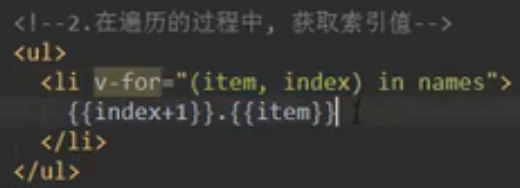 <!--2.在遍历的过程中, 获取索引值-->
<ul>
<li v-for="(item, index) in names">
{{index+1}}.{{item}}
</li>
</ul>